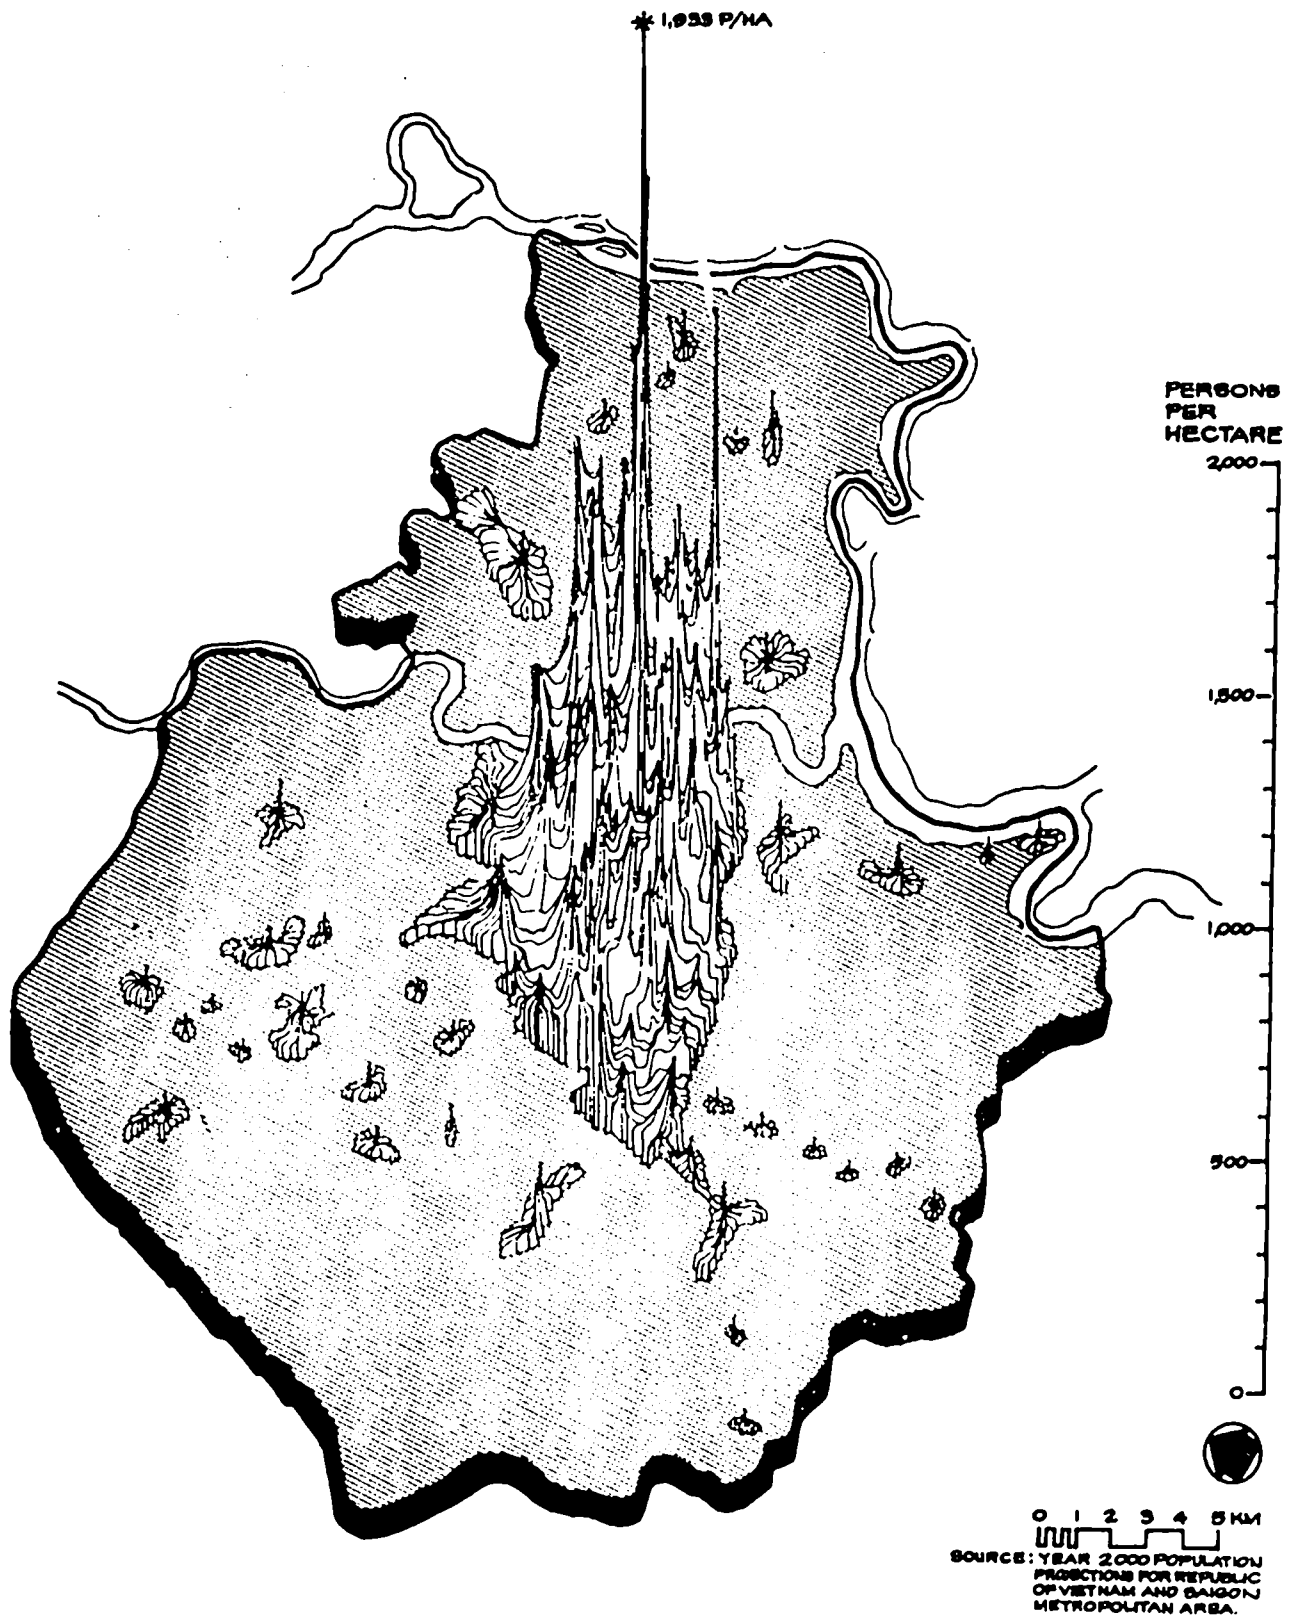 1,933 P/HA
PERSONS
PER
HECTARE
2,000
1,500
1,000
500
0
0 1 2 3 4 5 KM
SOURCE: YEAR 2000 POPULATION
PROJECTIONS FOR REPUBLIC
OF VIETNAM AND SAIGON
METROPOLITAN AREA.